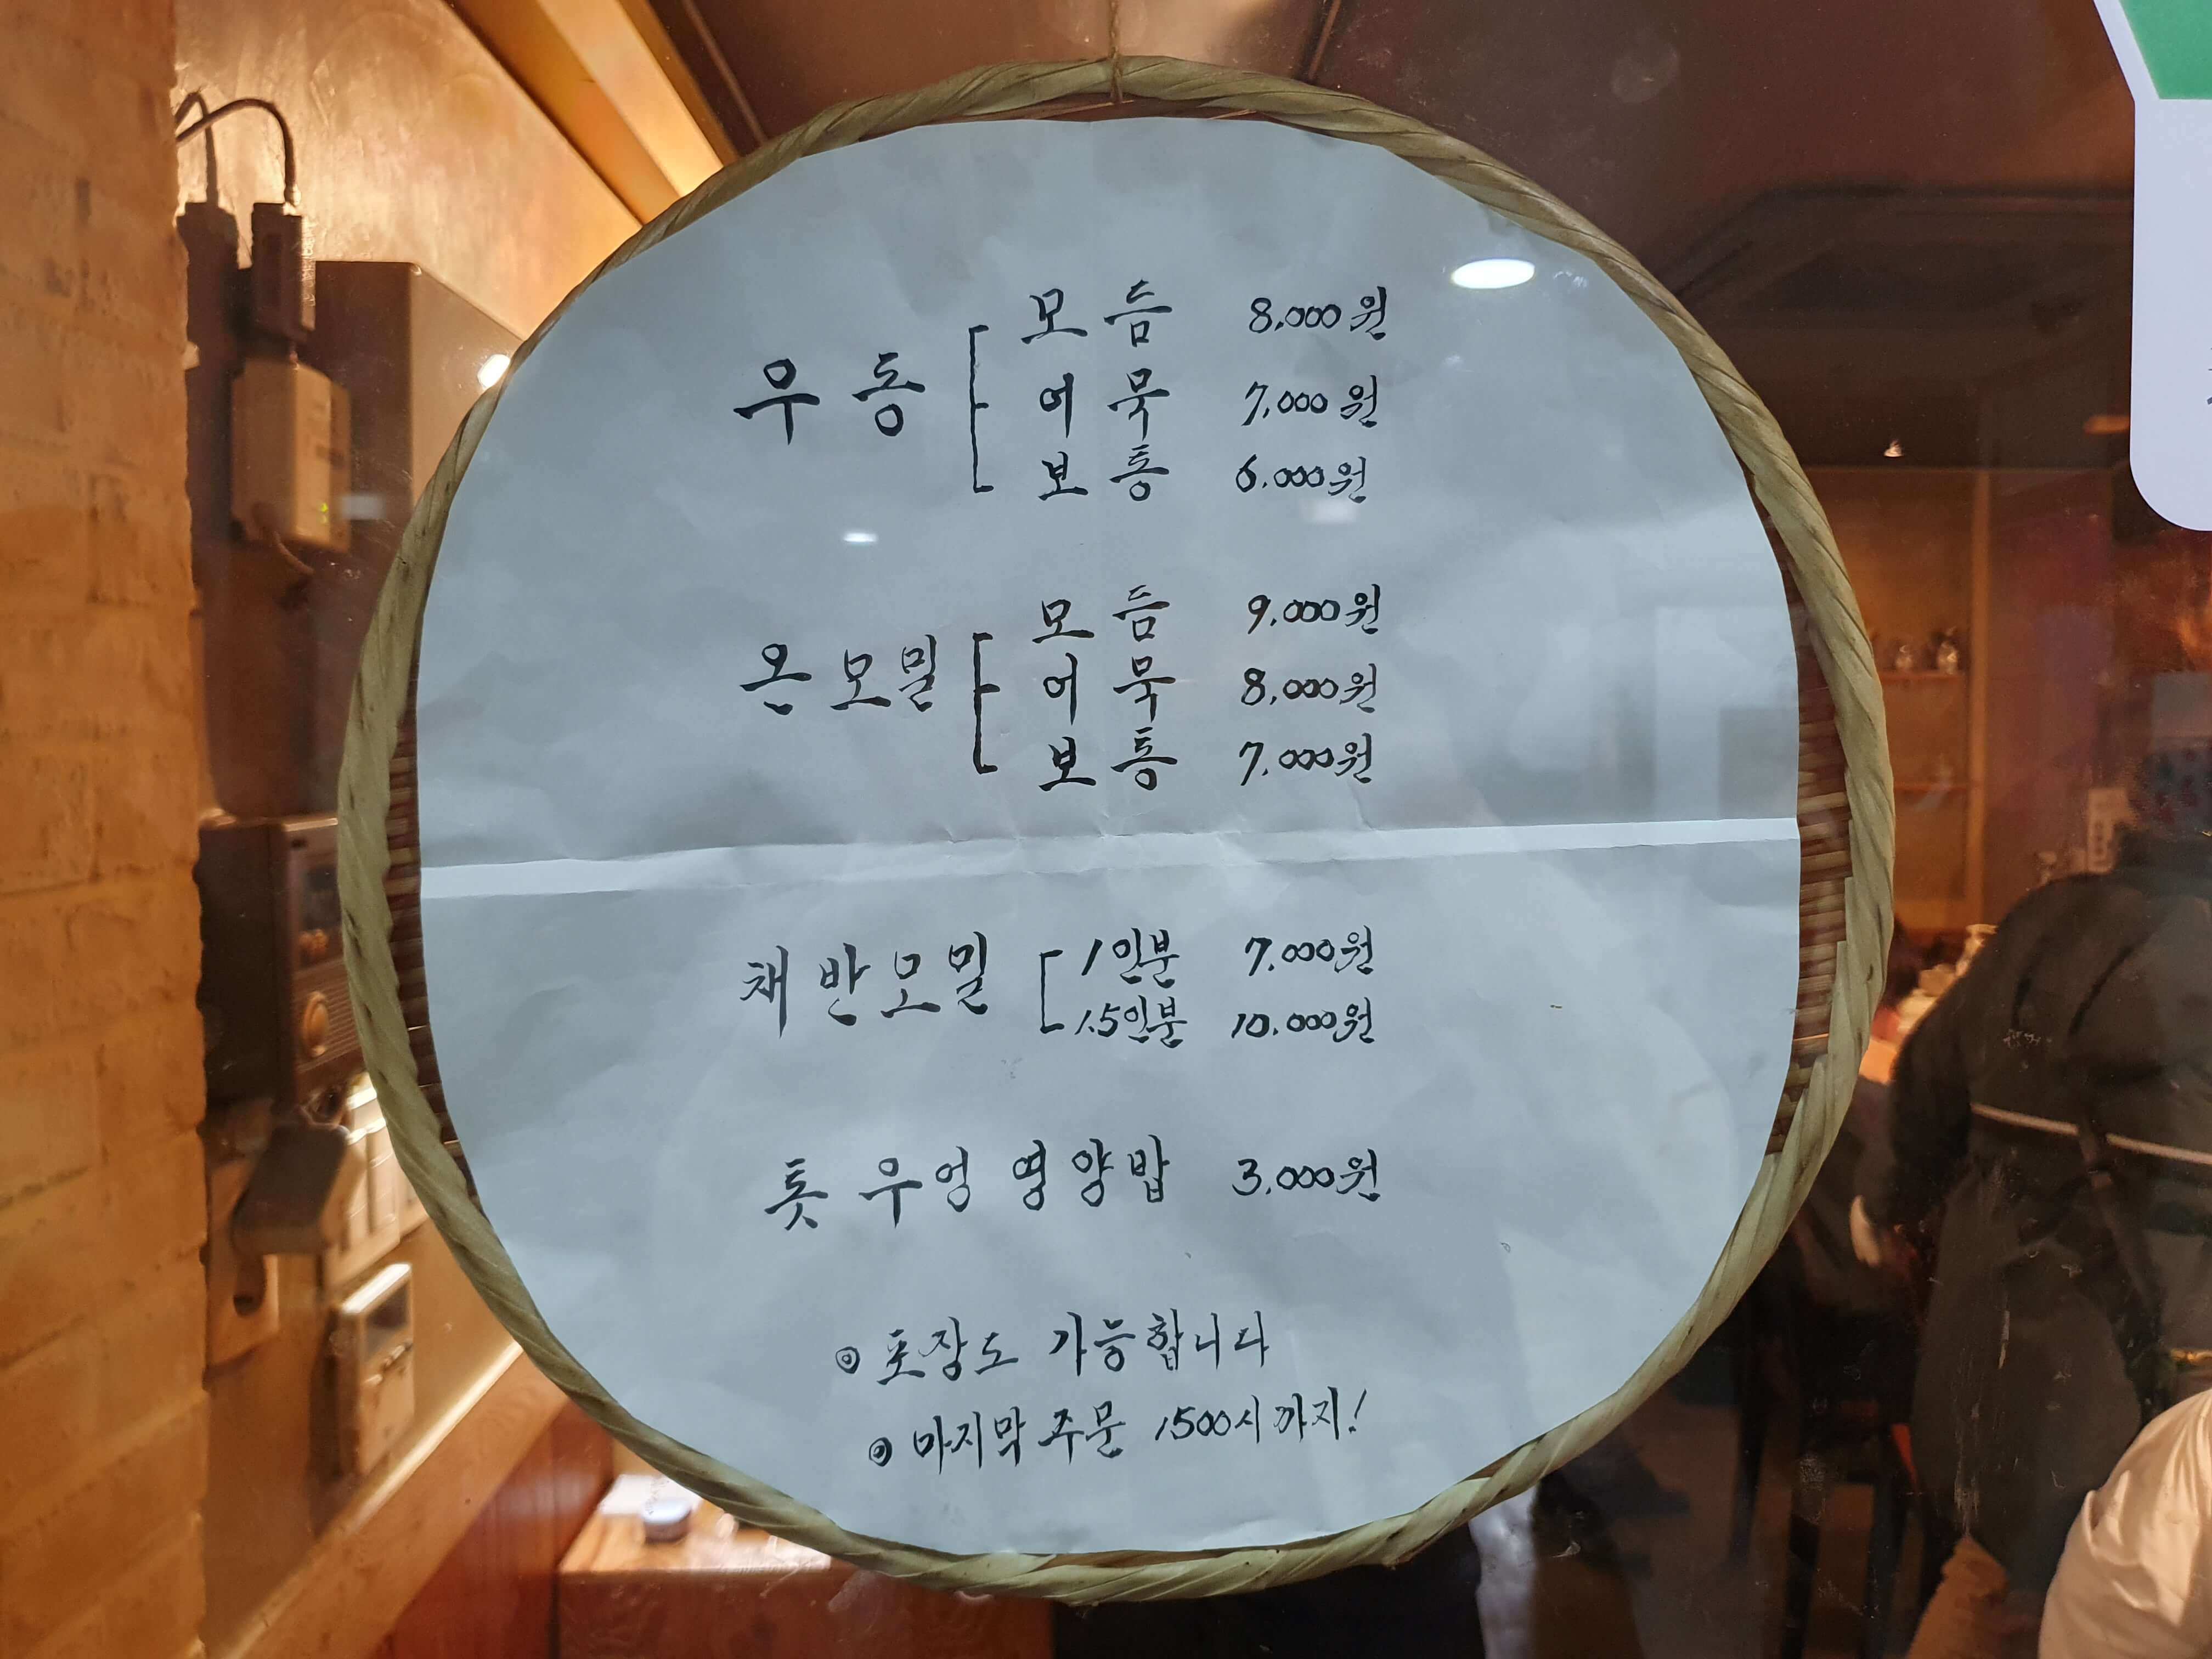 모듬 8,000원
우동 어묵 7,000원
보통 6,000원
모듬 9,000원
온모밀 어묵 8,000원
보통 7,000원
채반모밀 1인분 7,000원
1.5인분 10,000원
톳 우엉 영양밥 3,000원
◎ 포장도 가능합니다
◎ 마지막 주문 1500시까지!